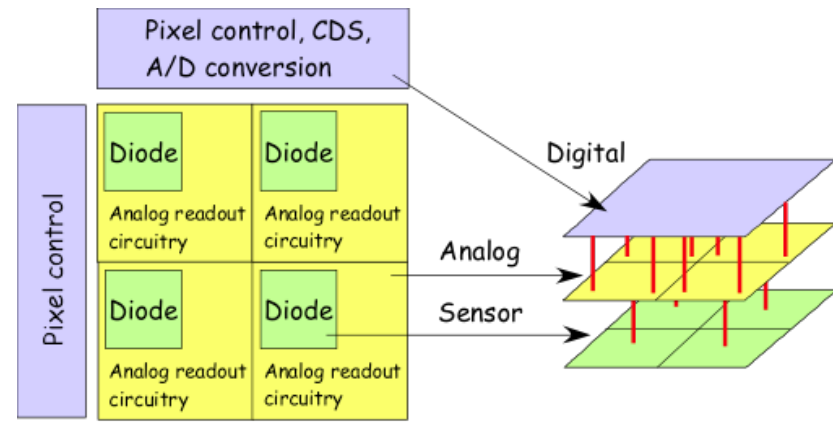 Pixel control, CDS,
A/D conversion
Pixel control
Diode
Analog readout
circuitry
Diode
Analog readout
circuitry
Diode
Analog readout
circuitry
Diode
Analog readout
circuitry
Digital
Analog
Sensor